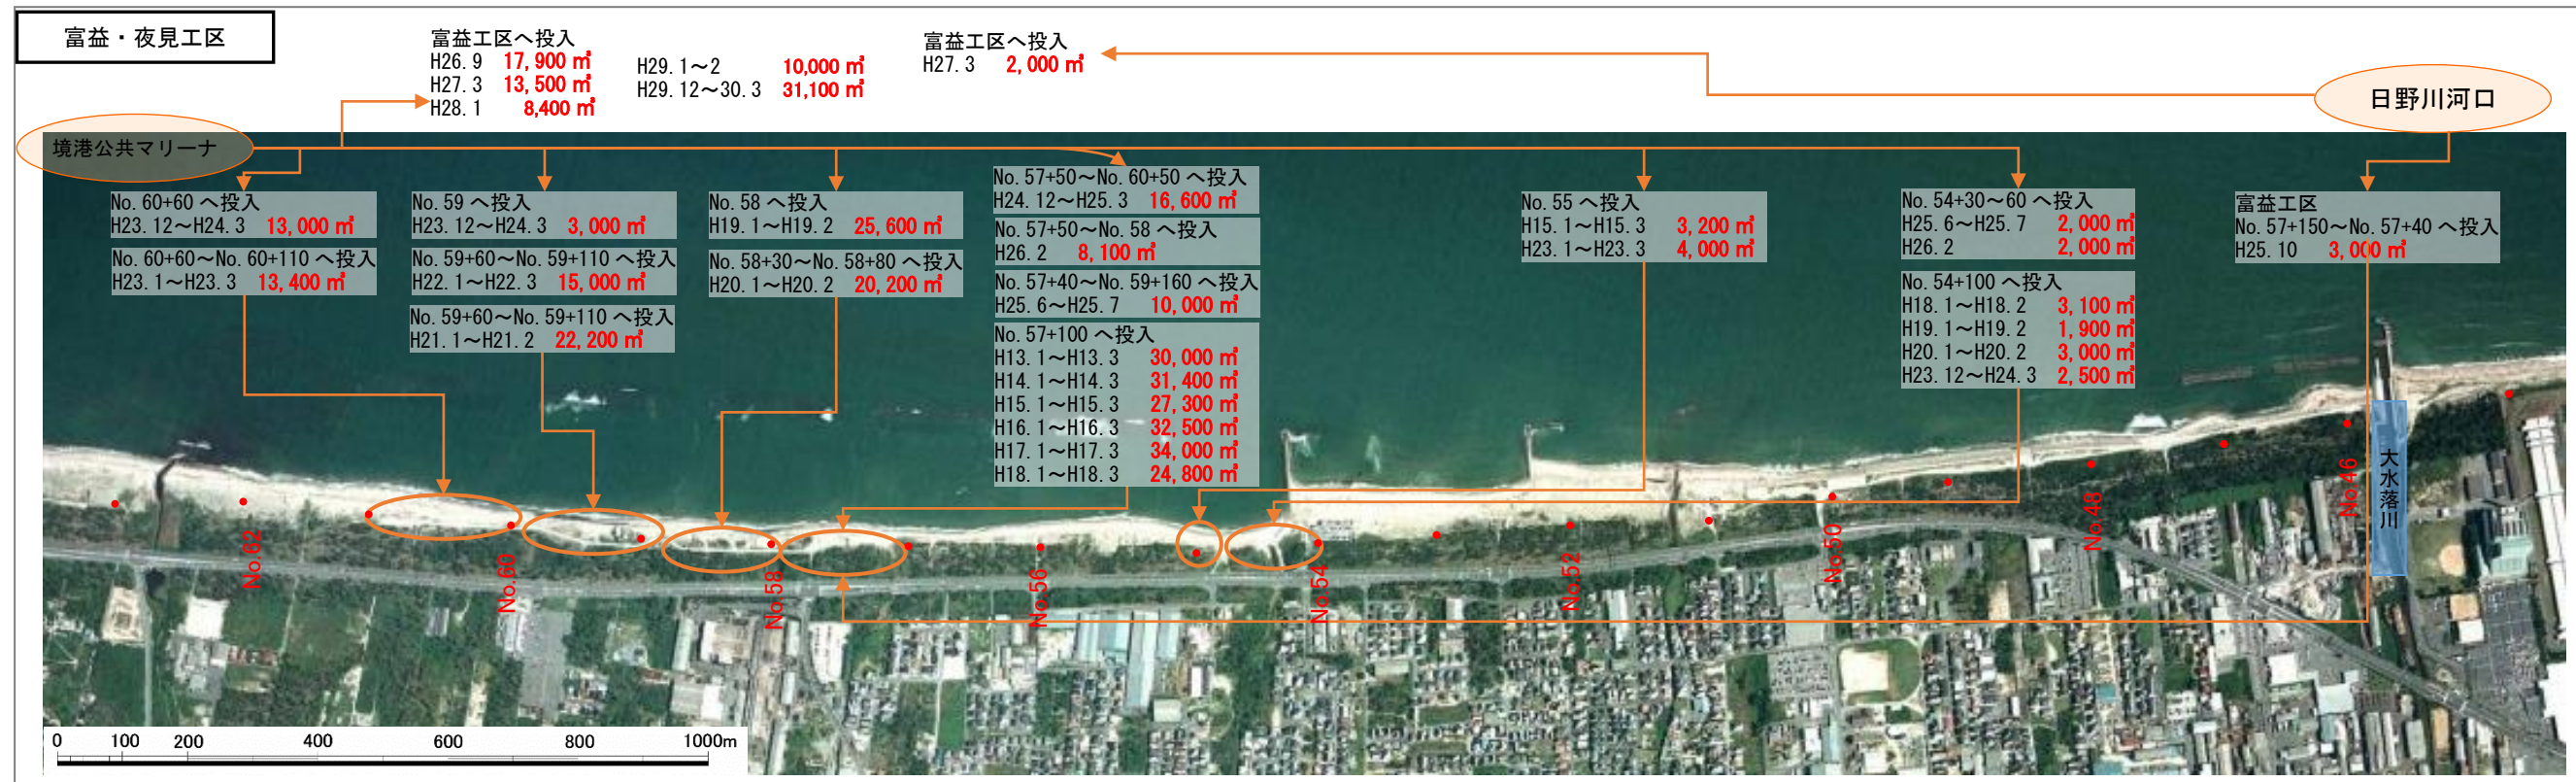 富益・夜見工区
富益工区へ投入
H26.9 17,900 ㎥
H27.3 13,500 ㎥
H28.1 8,400 ㎥
H29.1～2 10,000 ㎥
H29.12～30.3 31,100 ㎥
富益工区へ投入
H27.3 2,000 ㎥
日野川河口
境港公共マリーナ
No.60+60 へ投入
H23.12～H24.3 13,000 ㎥
No.60+60～No.60+110 へ投入
H23.1～H23.3 13,400 ㎥
No.59 へ投入
H23.12～H24.3 3,000 ㎥
No.59+60～No.59+110 へ投入
H22.1～H22.3 15,000 ㎥
No.59+60～No.59+110 へ投入
H21.1～H21.2 22,200 ㎥
No.58 へ投入
H19.1～H19.2 25,600 ㎥
No.58+30～No.58+80 へ投入
H20.1～H20.2 20,200 ㎥
No.57+50～No.60+50 へ投入
H24.12～H25.3 16,600 ㎥
No.57+50～No.58 へ投入
H26.2 8,100 ㎥
No.57+40～No.59+160 へ投入
H25.6～H25.7 10,000 ㎥
No.57+100 へ投入
H13.1～H13.3 30,000 ㎥
H14.1～H14.3 31,400 ㎥
H15.1～H15.3 27,300 ㎥
H16.1～H16.3 32,500 ㎥
H17.1～H17.3 34,000 ㎥
H18.1～H18.3 24,800 ㎥
No.55 へ投入
H15.1～H15.3 3,200 ㎥
H23.1～H23.3 4,000 ㎥
No.54+30～60 へ投入
H25.6～H25.7 2,000 ㎥
H26.2 2,000 ㎥
No.54+100 へ投入
H18.1～H18.2 3,100 ㎥
H19.1～H19.2 1,900 ㎥
H20.1～H20.2 3,000 ㎥
H23.12～H24.3 2,500 ㎥
富益工区
No.57+150～No.57+40 へ投入
H25.10 3,000 ㎥
No.62
No.60
No.58
No.56
No.54
No.52
No.50
No.48
No.46
大水落川
0 100 200 400 600 800 1000m